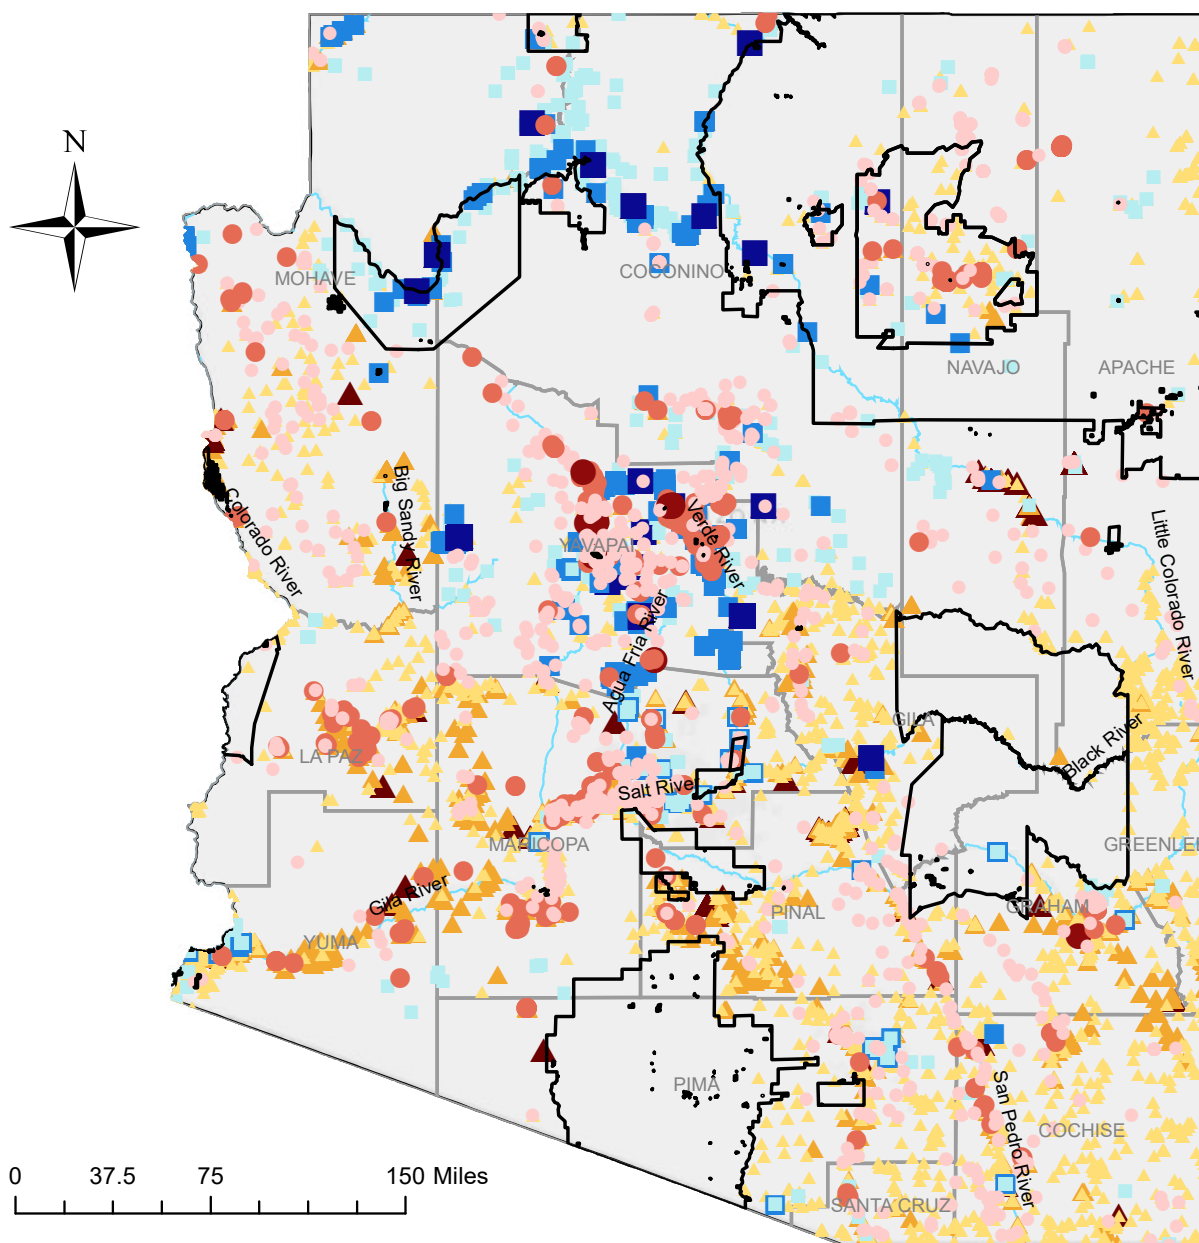 N
MOHAVE
COCONINO
NAVAJO
APACHE
Big Sandy River
Colorado River
Verde River
YAVAPAI
Little Colorado River
Agua Fria River
GILA
Black River
LA PAZ
Salt River
MARICOPA
GREENLEE
Gila River
PINAL
GRAHAM
YUMA
PIMA
San Pedro River
COCHISE
0 37.5 75 150 Miles
SANTA CRUZ